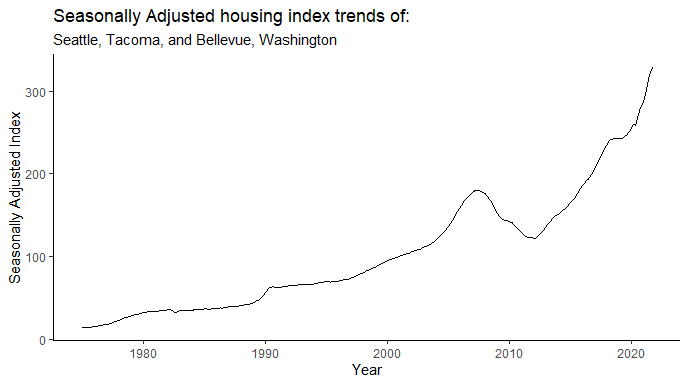 Seasonally Adjusted housing index trends of:
Seattle, Tacoma, and Bellevue, Washington
Seasonally Adjusted Index
300
200
100
0
1980 1990 2000 2010 2020
Year